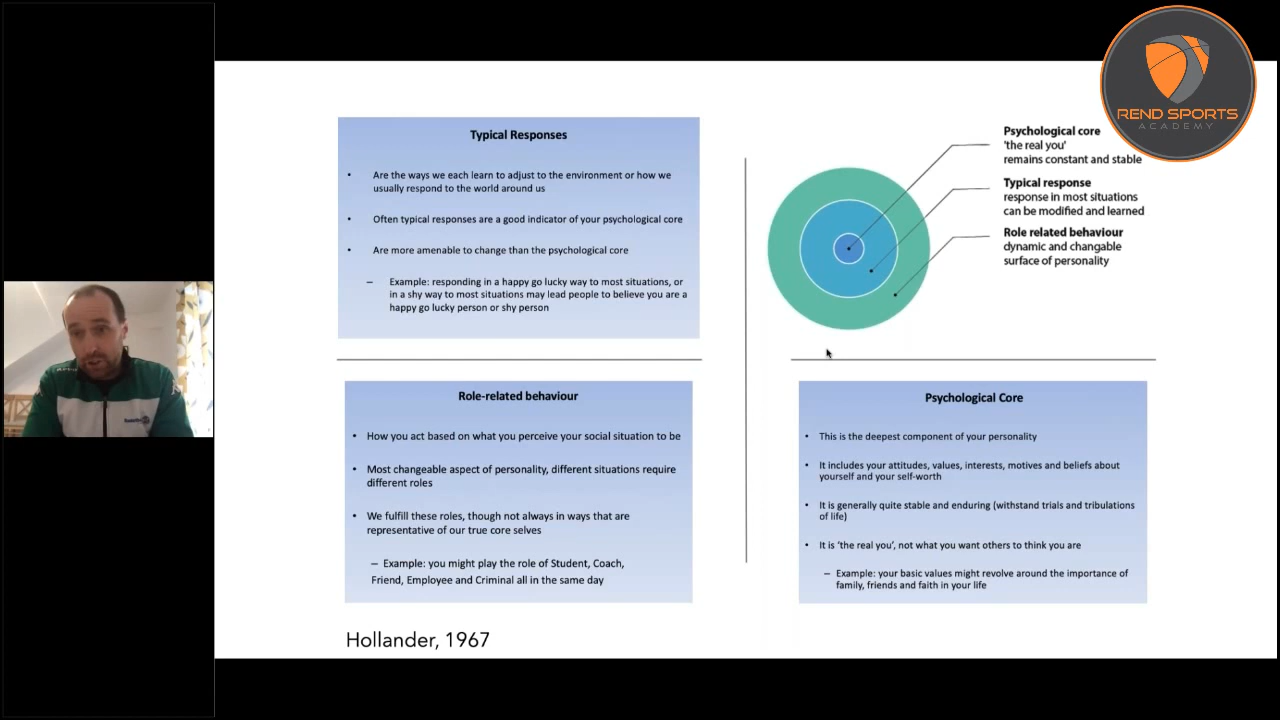 REND SPORTS
ACADEMY
Typical Responses
• Are the ways we each learn to adjust to the environment or how we
usually respond to the world around us
• Often typical responses are a good indicator of your psychological core
• Are more amenable to change than the psychological core
– Example: responding in a happy go lucky way to most situations, or
in a shy way to most situations may lead people to believe you are a
happy go lucky person or shy person
Psychological core
'the real you'
remains constant and stable
Typical response
response in most situations
can be modified and learned
Role related behaviour
dynamic and changable
surface of personality
Role-related behaviour
• How you act based on what you perceive your social situation to be
• Most changeable aspect of personality, different situations require
different roles
• We fulfill these roles, though not always in ways that are
representative of our true core selves
– Example: you might play the role of Student, Coach,
Friend, Employee and Criminal all in the same day
Psychological Core
• This is the deepest component of your personality
• It includes your attitudes, values, interests, motives and beliefs about
yourself and your self-worth
• It is generally quite stable and enduring (withstand trials and tribulations
of life)
• It is 'the real you', not what you want others to think you are
– Example: your basic values might revolve around the importance of
family, friends and faith in your life
Hollander, 1967